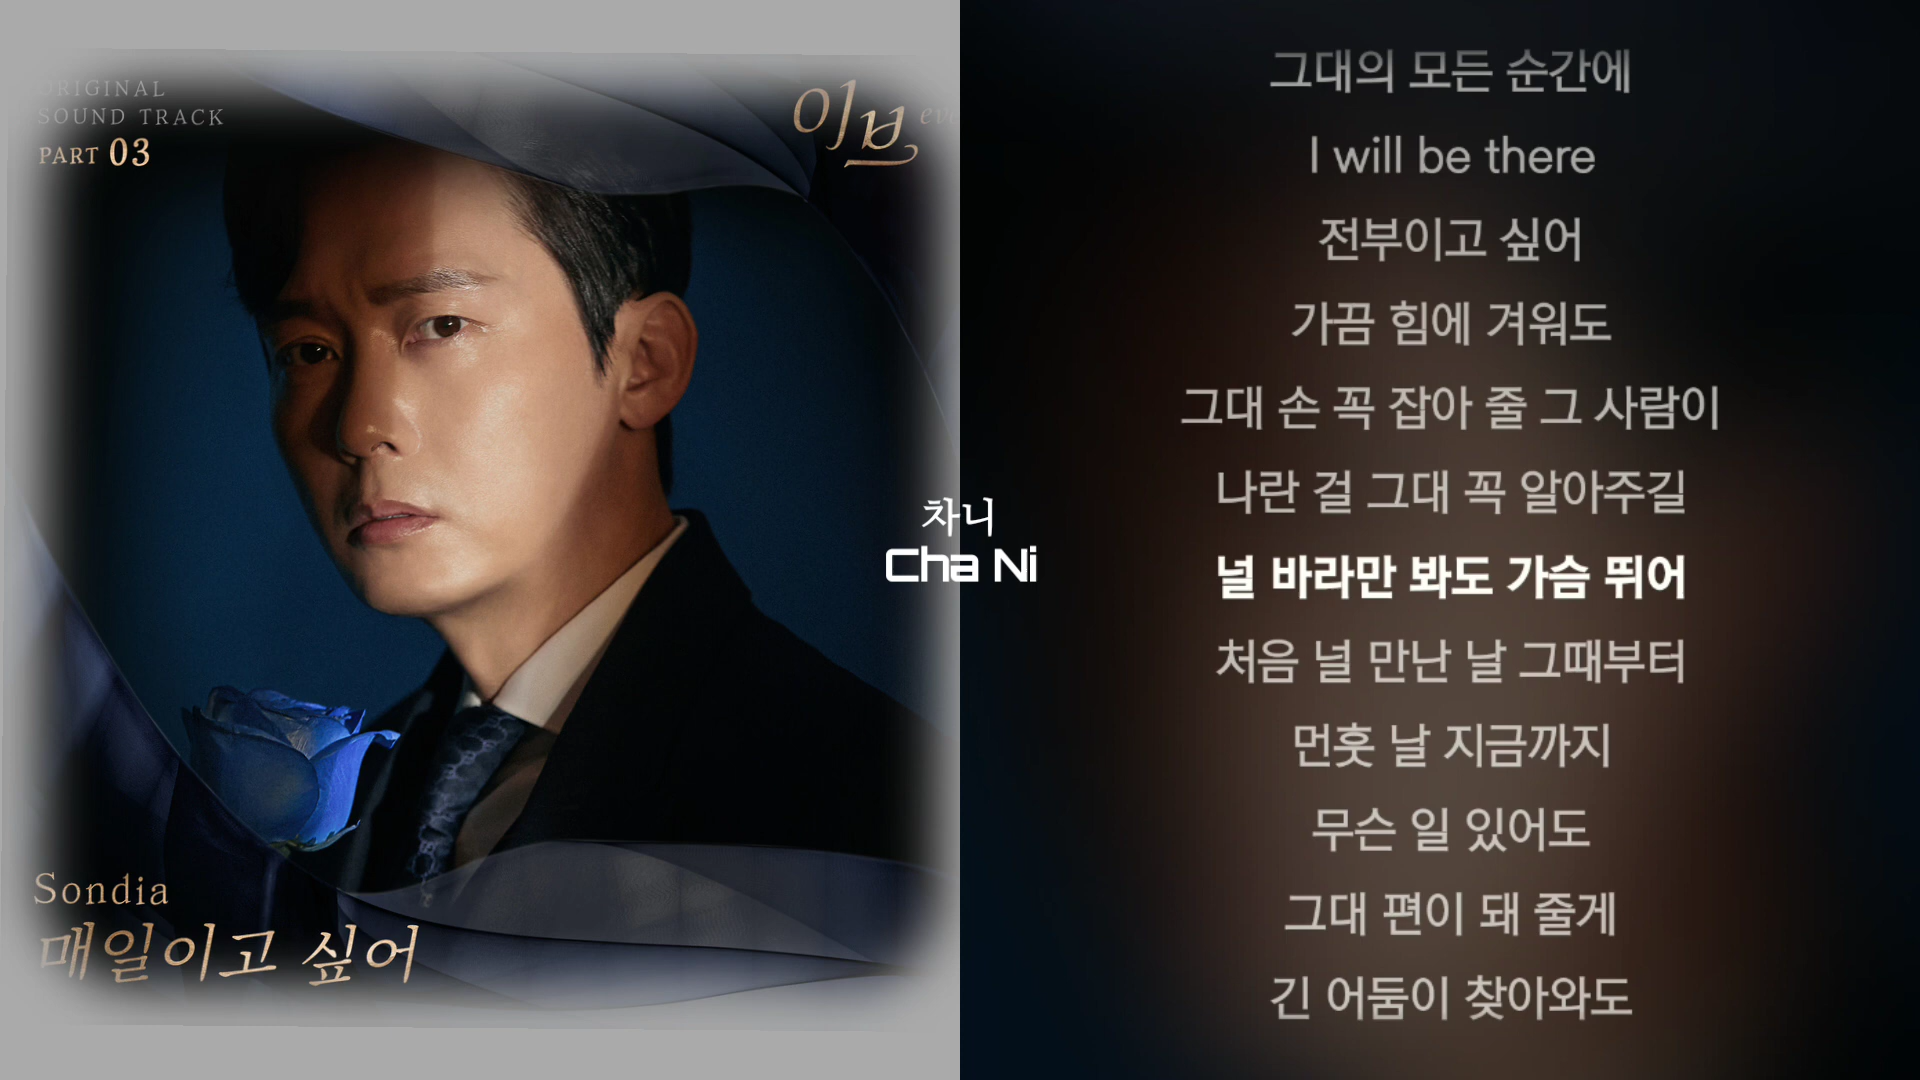 ORIGINAL
SOUND TRACK
PART 03
이브 eve
Sondia
매일이고 싶어
차니
Cha Ni
그대의 모든 순간에
I will be there
전부이고 싶어
가끔 힘에 겨워도
그대 손 꼭 잡아 줄 그 사람이
나란 걸 그대 꼭 알아주길
널 바라만 봐도 가슴 뛰어
처음 널 만난 날 그때부터
먼훗 날 지금까지
무슨 일 있어도
그대 편이 돼 줄게
긴 어둠이 찾아와도